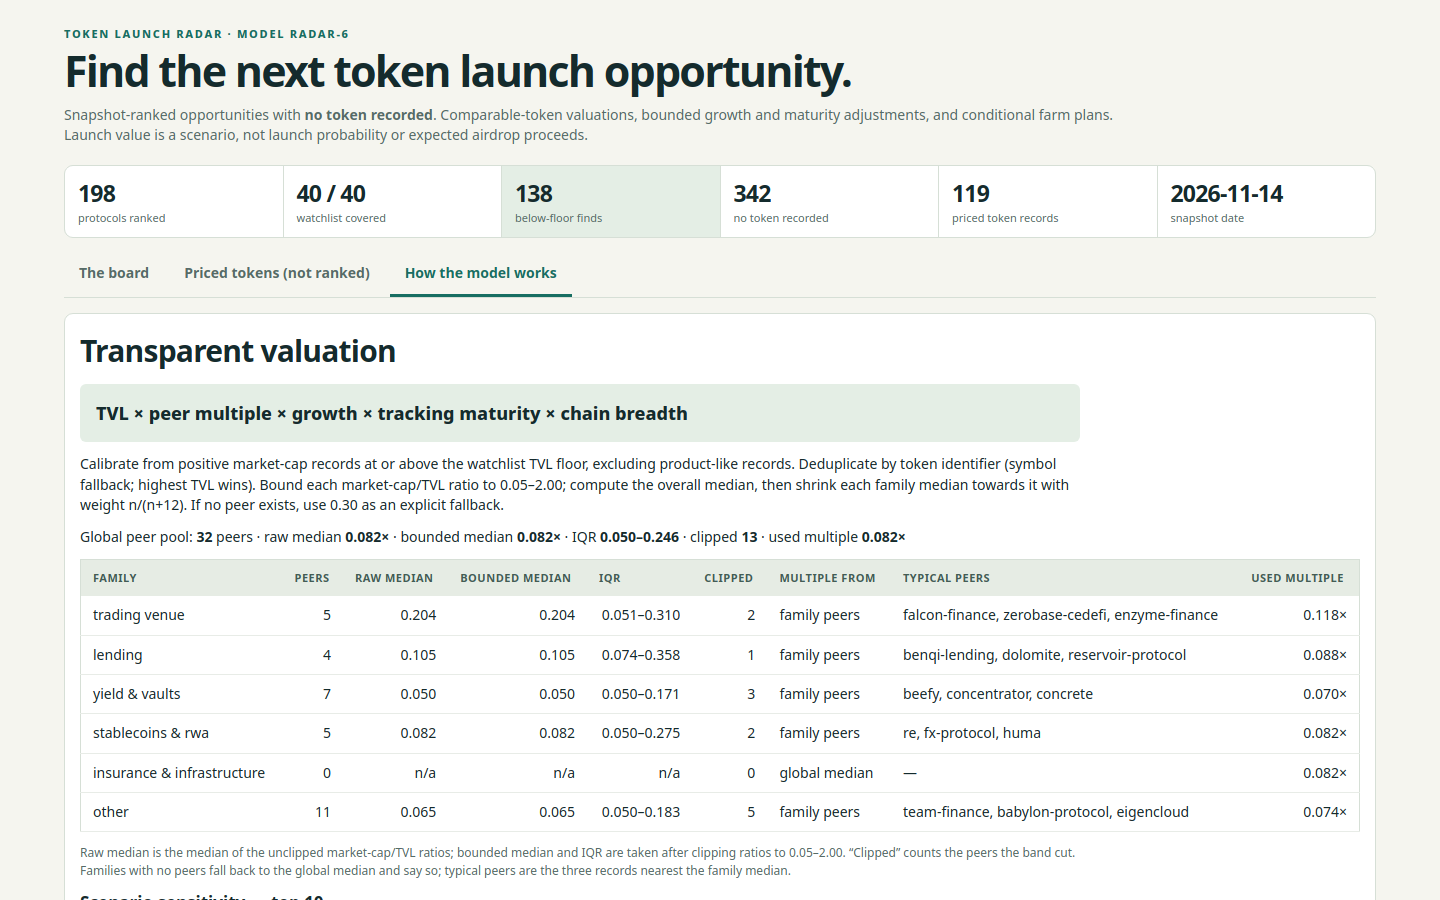 TOKEN LAUNCH RADAR · MODEL RADAR-6
Find the next token launch opportunity.
Snapshot-ranked opportunities with no token recorded. Comparable-token valuations, bounded growth and maturity adjustments, and conditional farm plans.
Launch value is a scenario, not launch probability or expected airdrop proceeds.
198
protocols ranked
40 / 40
watchlist covered
138
below-floor finds
342
no token recorded
119
priced token records
2026-11-14
snapshot date
The board
Priced tokens (not ranked)
How the model works
Transparent valuation
TVL × peer multiple × growth × tracking maturity × chain breadth
Calibrate from positive market-cap records at or above the watchlist TVL floor, excluding product-like records. Deduplicate by token identifier (symbol
fallback; highest TVL wins). Bound each market-cap/TVL ratio to 0.05–2.00; compute the overall median, then shrink each family median towards it with
weight n/(n+12). If no peer exists, use 0.30 as an explicit fallback.
Global peer pool: 32 peers · raw median 0.082× · bounded median 0.082× · IQR 0.050–0.246 · clipped 13 · used multiple 0.082×
FAMILY PEERS RAW MEDIAN BOUNDED MEDIAN IQR CLIPPED MULTIPLE FROM TYPICAL PEERS USED MULTIPLE
trading venue 5 0.204 0.204 0.051–0.310 2 family peers falcon-finance, zerobase-cedefi, enzyme-finance 0.118×
lending 4 0.105 0.105 0.074–0.358 1 family peers benqi-lending, dolomite, reservoir-protocol 0.088×
yield & vaults 7 0.050 0.050 0.050–0.171 3 family peers beefy, concentrator, concrete 0.070×
stablecoins & rwa 5 0.082 0.082 0.050–0.275 2 family peers re, fx-protocol, huma 0.082×
insurance & infrastructure 0 n/a n/a n/a 0 global median — 0.082×
other 11 0.065 0.065 0.050–0.183 5 family peers team-finance, babylon-protocol, eigencloud 0.074×
Raw median is the median of the unclipped market-cap/TVL ratios; bounded median and IQR are taken after clipping ratios to 0.05–2.00. “Clipped” counts the peers the band cut.
Families with no peers fall back to the global median and say so; typical peers are the three records nearest the family median.